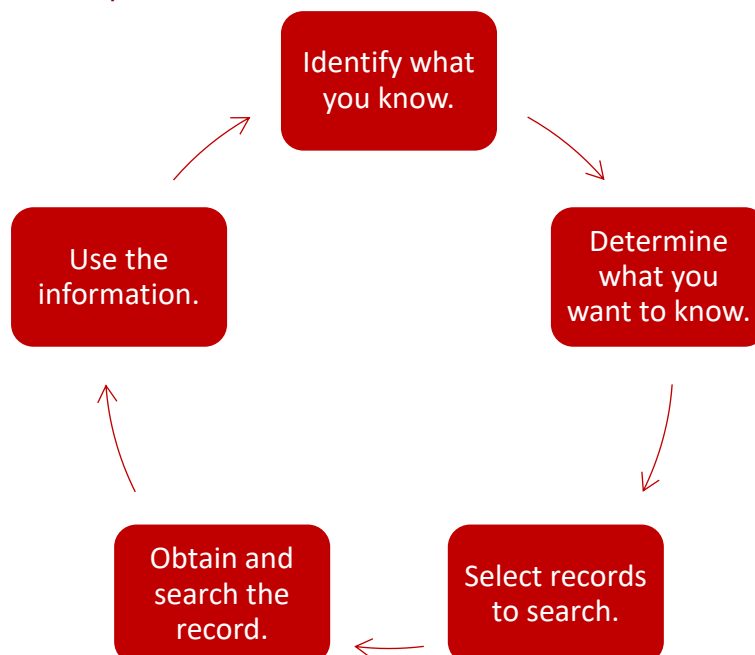 Identify what
you know.
Determine
what you
want to know.
Select records
to search.
Obtain and
search the
record.
Use the
information.